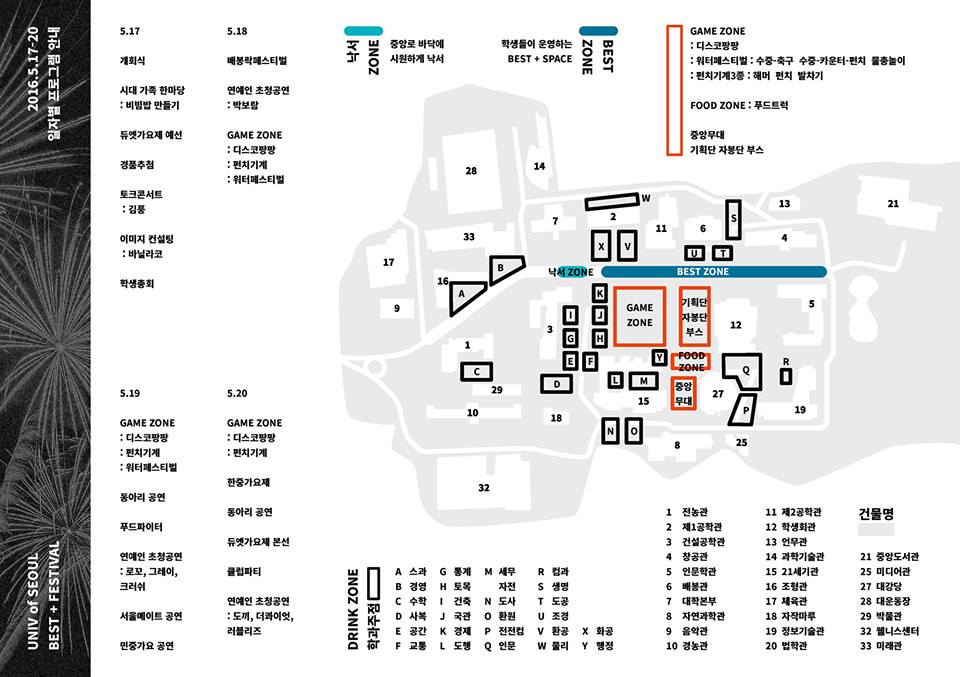 2016.5.17-20
일자별 프로그램 안내
UNIV of SEOUL
BEST + FESTIVAL
5.17
개회식
시대 가족 한마당
: 비빔밥 만들기
듀엣가요제 예선
경품추첨
토크콘서트
: 김풍
이미지 컨설팅
: 바닐라코
학생총회
5.18
배봉락페스티벌
연예인 초청공연
: 박보람
GAME ZONE
: 디스코팡팡
: 펀치기계
: 워터페스티벌
5.19
GAME ZONE
: 디스코팡팡
: 펀치기계
: 워터페스티벌
동아리 공연
푸드파이터
연예인 초청공연
: 로꼬, 그레이,
크러쉬
서울메이트 공연
민중가요 공연
5.20
GAME ZONE
: 디스코팡팡
: 펀치기계
한중가요제
동아리 공연
듀엣가요제 본선
클럽파티
연예인 초청공연
: 도끼, 더콰이엇,
러블리즈
낙서
ZONE
중앙로 바닥에
시원하게 낙서
학생들이 운영하는
BEST + SPACE
BEST
ZONE
GAME ZONE
: 디스코팡팡
: 워터페스티벌 : 수중-축구 수중-카운터-펀치 물총놀이
: 펀치기계3종 : 해머 펀치 발차기
FOOD ZONE : 푸드트럭
중앙무대
기획단 자봉단 부스
28
14
W
2
7
33
17
9
16
A
B
X
V
11
6
U
T
S
13
4
21
낙서 ZONE
BEST ZONE
K
I
J
3
G
H
E
F
GAME
ZONE
기획단
자봉단
부스
12
5
1
C
29
D
10
18
L
M
15
Y
FOOD
ZONE
중앙
무대
Q
R
27
P
19
25
N
O
8
32
DRINK ZONE
학과주점
A 스과
B 경영
C 수학
D 사복
E 공간
F 교통
G 통계
H 토목
I 건축
J 국관
K 경제
L 도행
M 세무
자전
N 도사
O 환원
P 전전컴
Q 인문
R 컴과
S 생명
T 도공
U 조경
V 환공
W 물리
X 화공
Y 행정
1 전농관
2 제1공학관
3 건설공학관
4 창공관
5 인문학관
6 배봉관
7 대학본부
8 자연과학관
9 음악관
10 경농관
11 제2공학관
12 학생회관
13 언무관
14 과학기술관
15 21세기관
16 조형관
17 체육관
18 자작마루
19 정보기술관
20 법학관
건물명
21 중앙도서관
25 미디어관
27 대강당
28 대운동장
29 박물관
32 웰니스센터
33 미래관